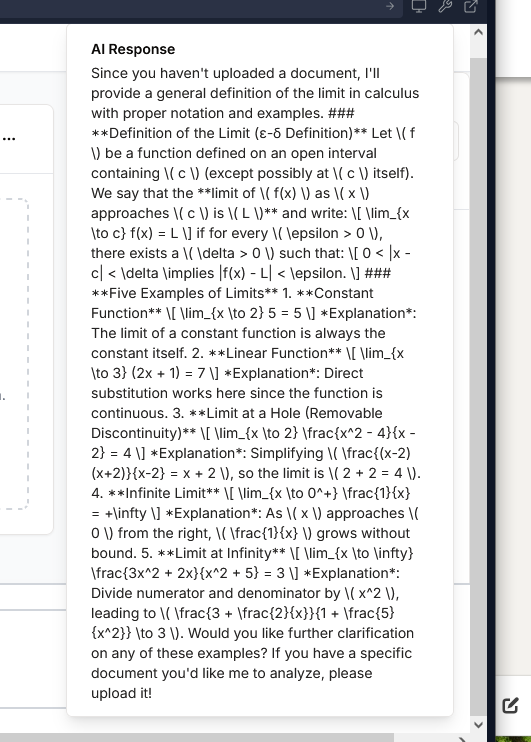 AI Response
Since you haven't uploaded a document, I'll
provide a general definition of the limit in calculus
with proper notation and examples. ###
**Definition of the Limit (ε-δ Definition)** Let \( f
\) be a function defined on an open interval
containing \( c \) (except possibly at \( c \) itself).
We say that the **limit of \( f(x) \) as \( x \)
approaches \( c \) is \( L \)** and write: \[ \lim_{x
\to c} f(x) = L \] if for every \( \epsilon > 0 \),
there exists a \( \delta > 0 \) such that: \[ 0 < |x -
c| < \delta \implies |f(x) - L| < \epsilon. \] ###
**Five Examples of Limits** 1. **Constant
Function** \[ \lim_{x \to 2} 5 = 5 \] *Explanation*:
The limit of a constant function is always the
constant itself. 2. **Linear Function** \[ \lim_{x
\to 3} (2x + 1) = 7 \] *Explanation*: Direct
substitution works here since the function is
continuous. 3. **Limit at a Hole (Removable
Discontinuity)** \[ \lim_{x \to 2} \frac{x^2 - 4}{x -
2} = 4 \] *Explanation*: Simplifying \( \frac{(x-2)
(x+2)}{x-2} = x + 2 \), so the limit is \( 2 + 2 = 4 \).
4. **Infinite Limit** \[ \lim_{x \to 0^+} \frac{1}{x}
= +\infty \] *Explanation*: As \( x \) approaches \(
0 \) from the right, \( \frac{1}{x} \) grows without
bound. 5. **Limit at Infinity** \[ \lim_{x \to \infty}
\frac{3x^2 + 2x}{x^2 + 5} = 3 \] *Explanation*:
Divide numerator and denominator by \( x^2 \),
leading to \( \frac{3 + \frac{2}{x}}{1 + \frac{5}
{x^2}} \to 3 \). Would you like further clarification
on any of these examples? If you have a specific
document you'd like me to analyze, please
upload it!